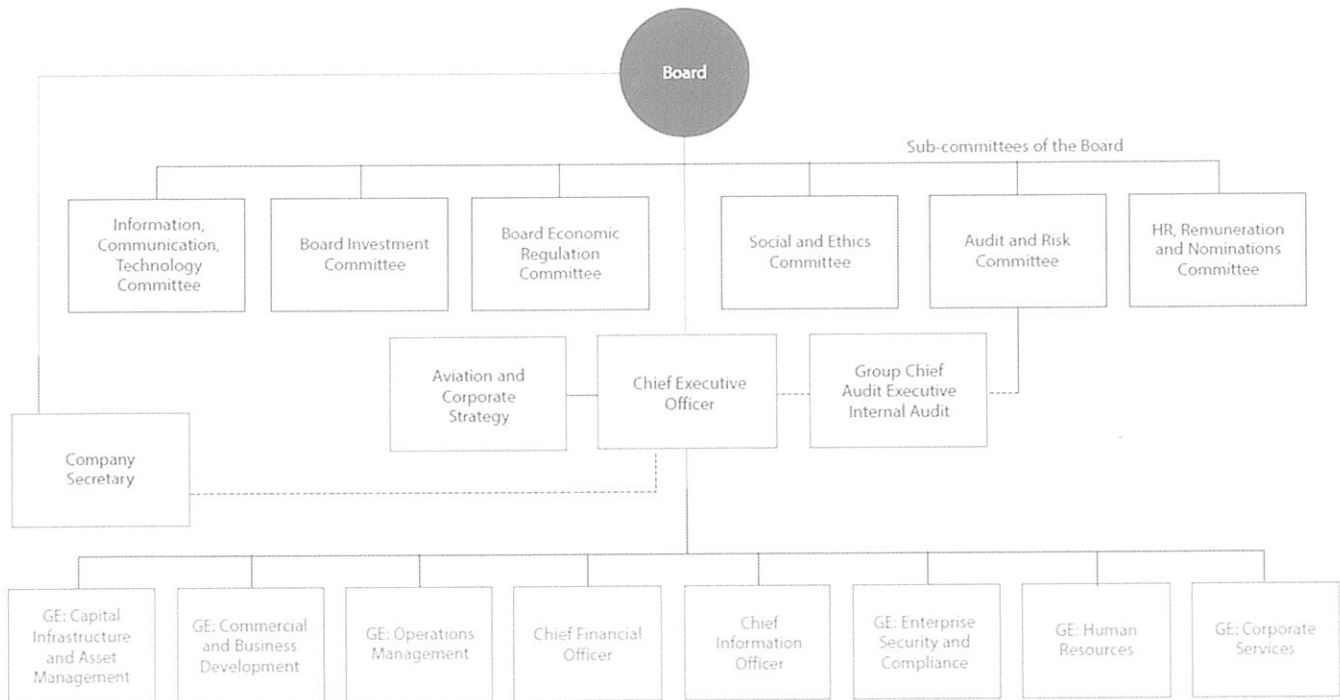 Board
Sub-committees of the Board
Information,
Communication,
Technology
Committee
Board Investment
Committee
Board Economic
Regulation
Committee
Social and Ethics
Committee
Audit and Risk
Committee
HR, Remuneration
and Nominations
Committee
Aviation and
Corporate
Strategy
Chief Executive
Officer
Group Chief
Audit Executive
Internal Audit
Company
Secretary
GE: Capital
Infrastructure
and Asset
Management
GE: Commercial
and Business
Development
GE: Operations
Management
Chief Financial
Officer
Chief
Information
Officer
GE: Enterprise
Security and
Compliance
GE: Human
Resources
GE: Corporate
Services